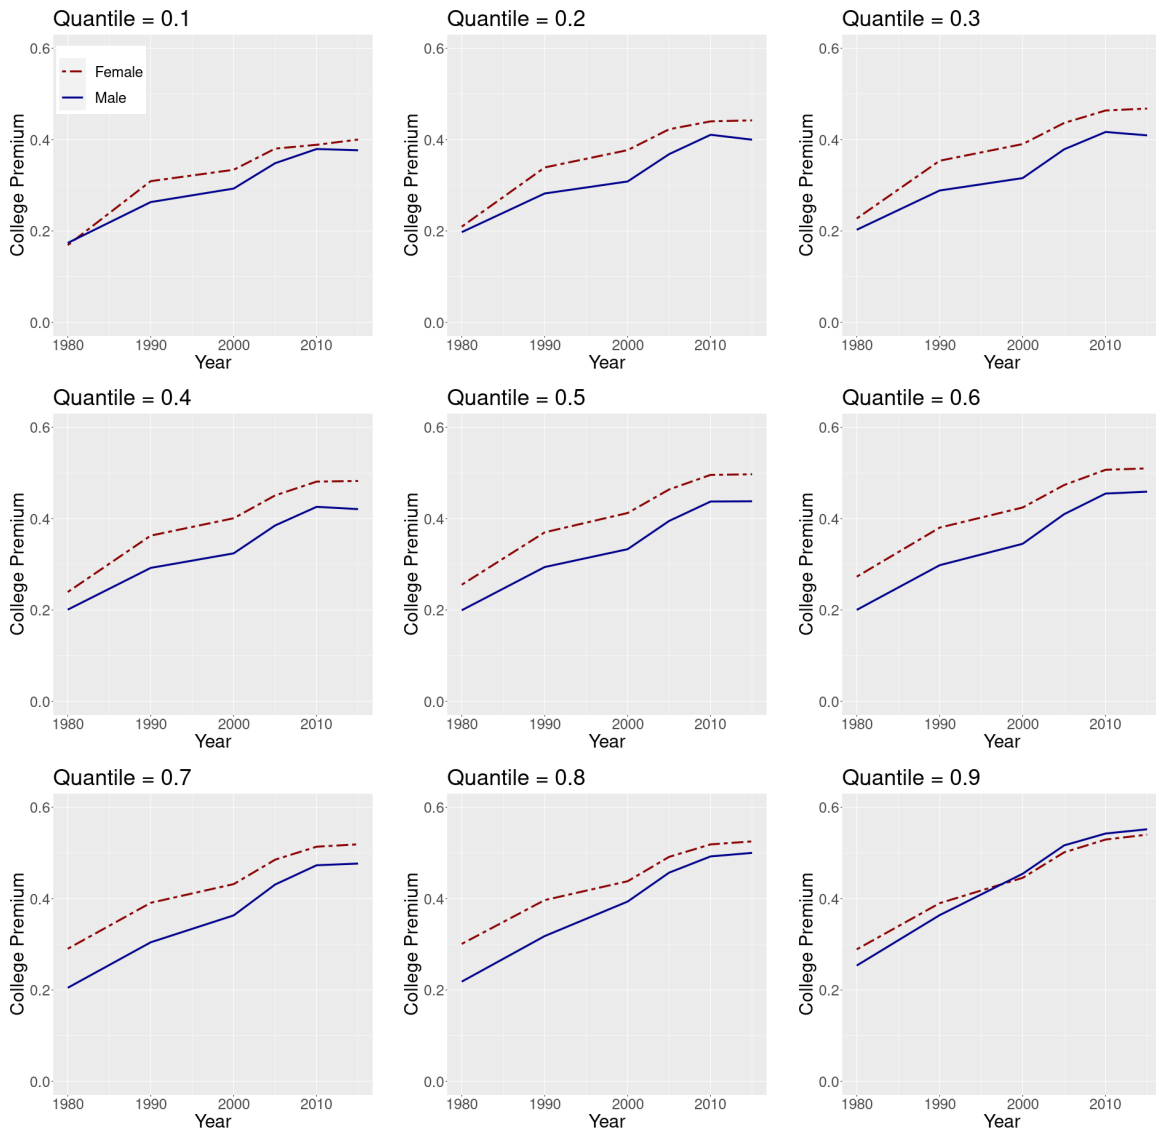 Quantile = 0.1
0.6
0.4
0.2
0.0
College Premium
Female
Male
1980 1990 2000 2010
Year
Quantile = 0.2
0.6
0.4
0.2
0.0
College Premium
1980 1990 2000 2010
Year
Quantile = 0.3
0.6
0.4
0.2
0.0
College Premium
1980 1990 2000 2010
Year
Quantile = 0.4
0.6
0.4
0.2
0.0
College Premium
1980 1990 2000 2010
Year
Quantile = 0.5
0.6
0.4
0.2
0.0
College Premium
1980 1990 2000 2010
Year
Quantile = 0.6
0.6
0.4
0.2
0.0
College Premium
1980 1990 2000 2010
Year
Quantile = 0.7
0.6
0.4
0.2
0.0
College Premium
1980 1990 2000 2010
Year
Quantile = 0.8
0.6
0.4
0.2
0.0
College Premium
1980 1990 2000 2010
Year
Quantile = 0.9
0.6
0.4
0.2
0.0
College Premium
1980 1990 2000 2010
Year